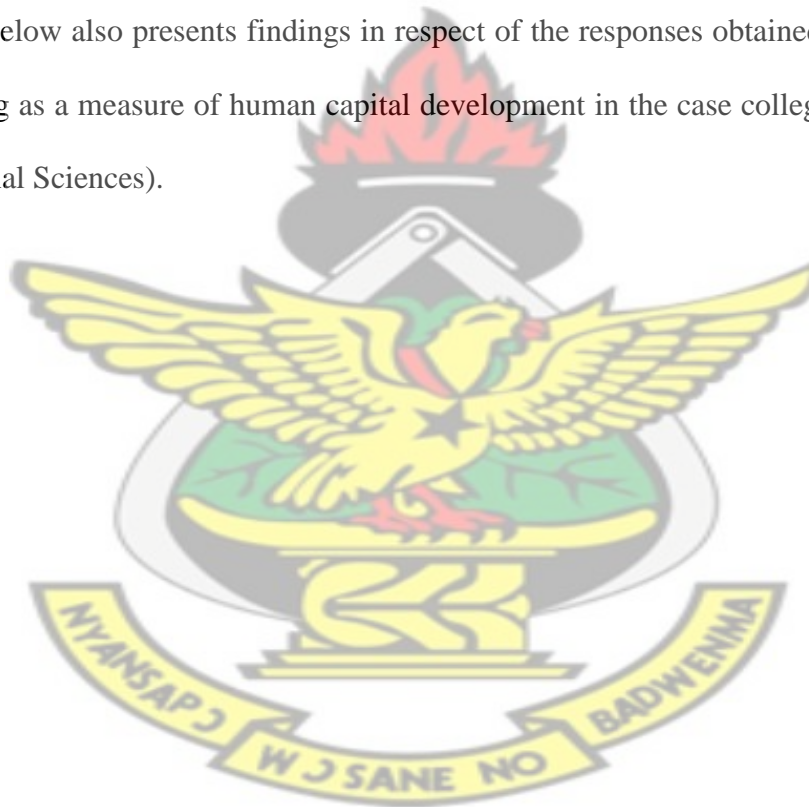 elow also presents findings in respect of the responses obtained
g as a measure of human capital development in the case colleg
al Sciences).
NYANSAPƆ
WƆSANE NO
BADWENMA